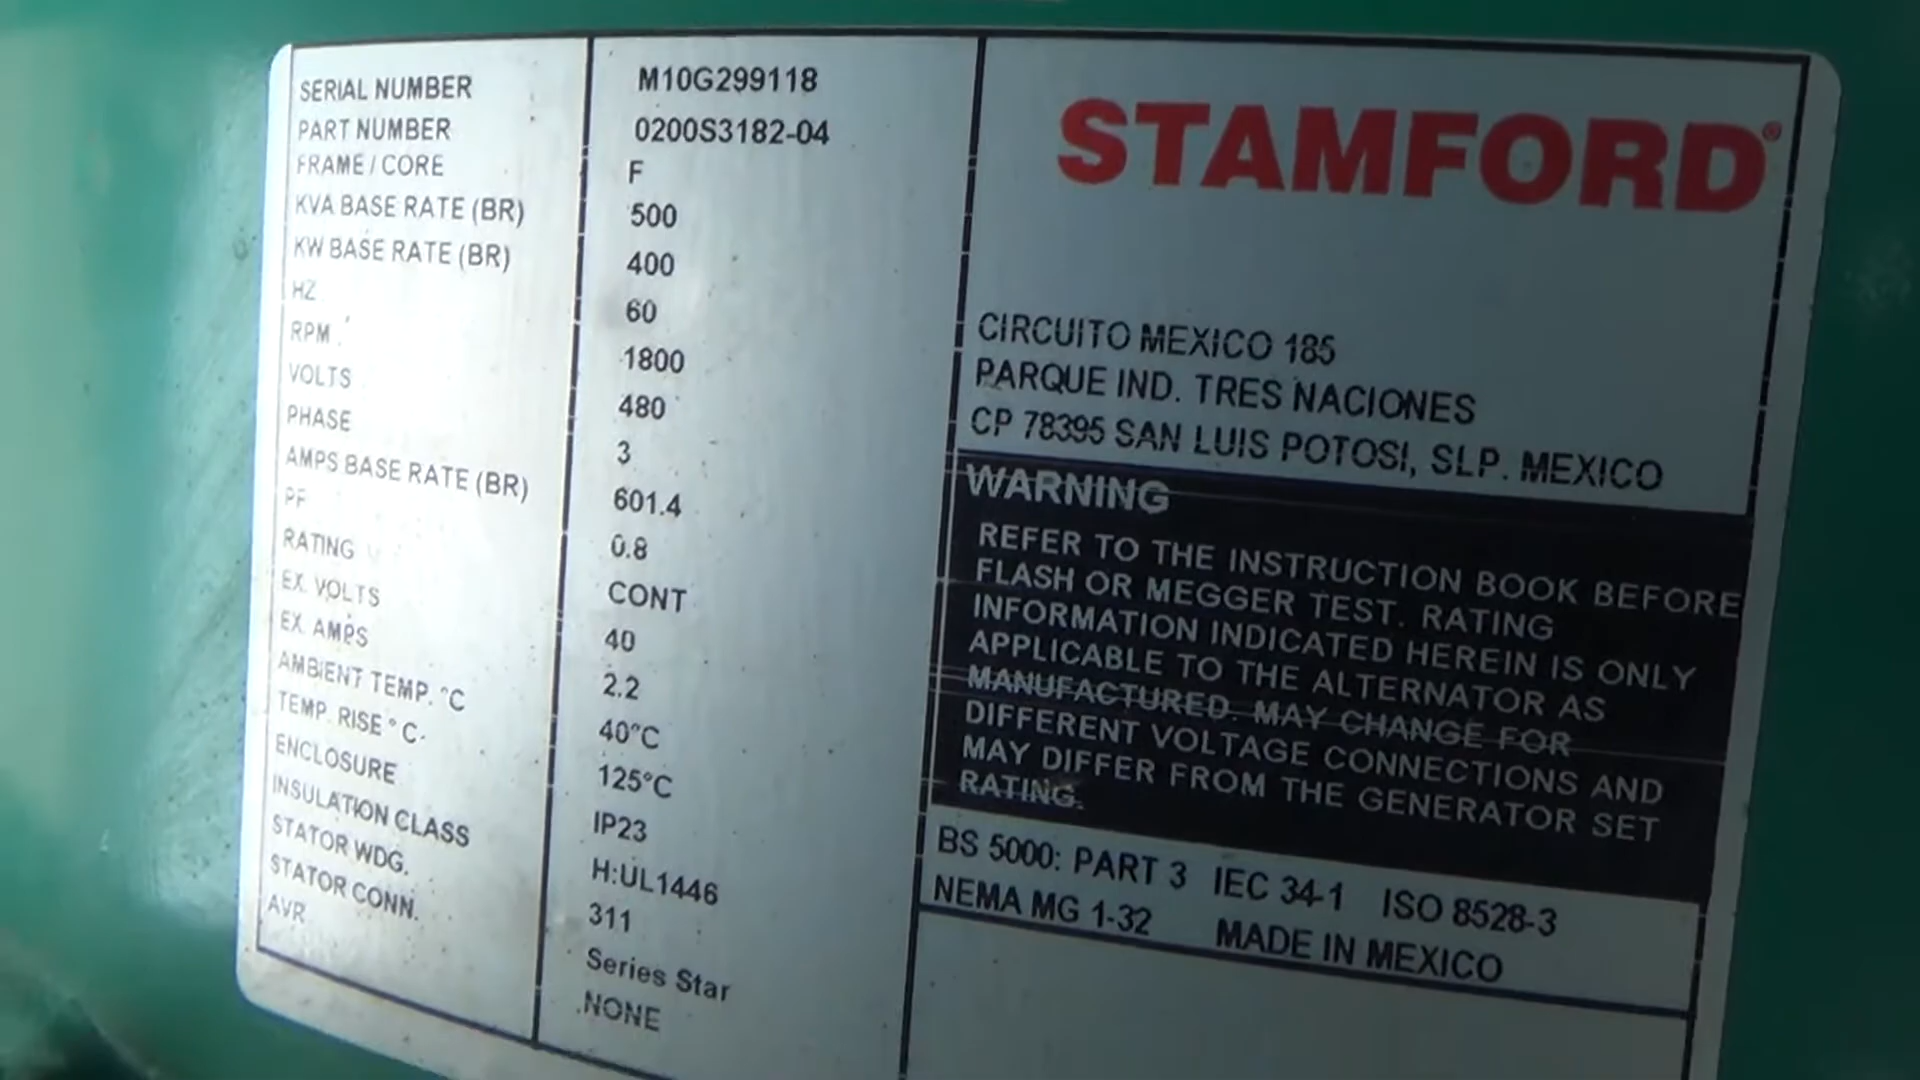 SERIAL NUMBER M10G299118
PART NUMBER 0200S3182-04
FRAME / CORE F
KVA BASE RATE (BR) 500
KW BASE RATE (BR) 400
HZ 60
RPM 1800
VOLTS 480
PHASE 3
AMPS BASE RATE (BR) 601.4
PF 0.8
RATING CONT
EX. VOLTS 40
EX. AMPS 2.2
AMBIENT TEMP. °C 40°C
TEMP. RISE °C 125°C
ENCLOSURE IP23
INSULATION CLASS H:UL1446
STATOR WDG. 311
STATOR CONN. Series Star
AVR NONE
STAMFORD®
CIRCUITO MEXICO 185
PARQUE IND. TRES NACIONES
CP 78395 SAN LUIS POTOSI, SLP. MEXICO
WARNING
REFER TO THE INSTRUCTION BOOK BEFORE
FLASH OR MEGGER TEST. RATING
INFORMATION INDICATED HEREIN IS ONLY
APPLICABLE TO THE ALTERNATOR AS
MANUFACTURED. MAY CHANGE FOR
DIFFERENT VOLTAGE CONNECTIONS AND
MAY DIFFER FROM THE GENERATOR SET
RATING.
BS 5000: PART 3 IEC 34-1 ISO 8528-3
NEMA MG 1-32 MADE IN MEXICO